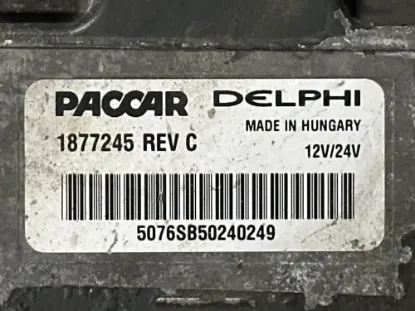 PACCAR DELPHI
MADE IN HUNGARY
1877245 REV C
12V/24V
5076SB50240249